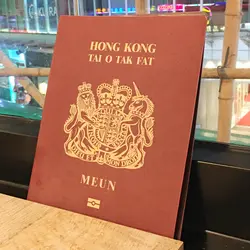 HONG KONG
TAI O TAK FAT
MEUN